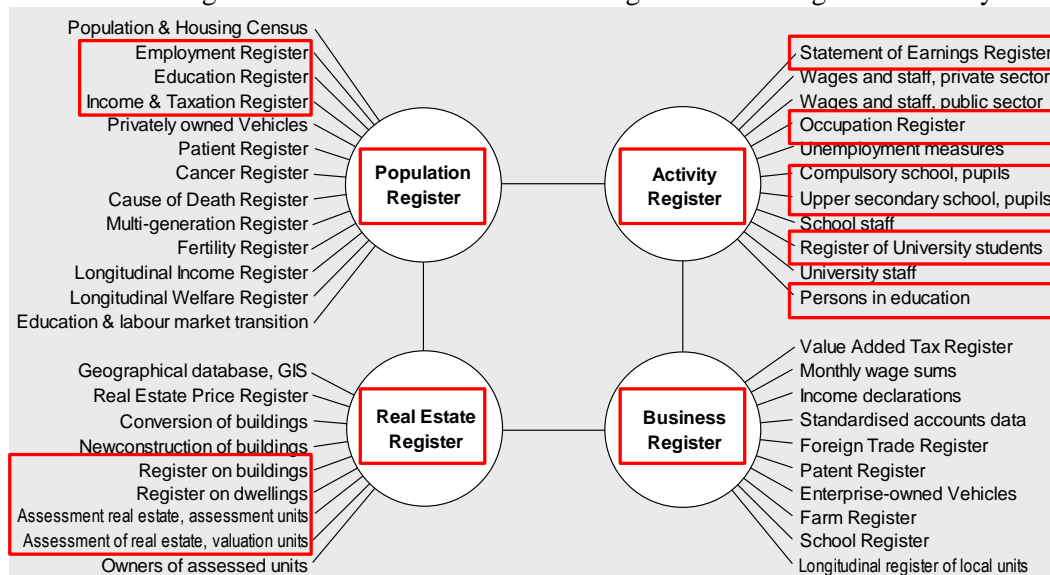 Population & Housing Census
Employment Register
Education Register
Income & Taxation Register
Privately owned Vehicles
Patient Register
Cancer Register
Cause of Death Register
Multi-generation Register
Fertility Register
Longitudinal Income Register
Longitudinal Welfare Register
Education & labour market transition
Population
Register
Statement of Earnings Register
Wages and staff, private sector
Wages and staff, public sector
Occupation Register
Unemployment measures
Compulsory school, pupils
Upper secondary school, pupils
School staff
Register of University students
University staff
Persons in education
Activity
Register
Geographical database, GIS
Real Estate Price Register
Conversion of buildings
Newconstruction of buildings
Register on buildings
Register on dwellings
Assessment real estate, assessment units
Assessment of real estate, valuation units
Owners of assessed units
Real Estate
Register
Business
Register
Value Added Tax Register
Monthly wage sums
Income declarations
Standardised accounts data
Foreign Trade Register
Patent Register
Enterprise-owned Vehicles
Farm Register
School Register
Longitudinal register of local units